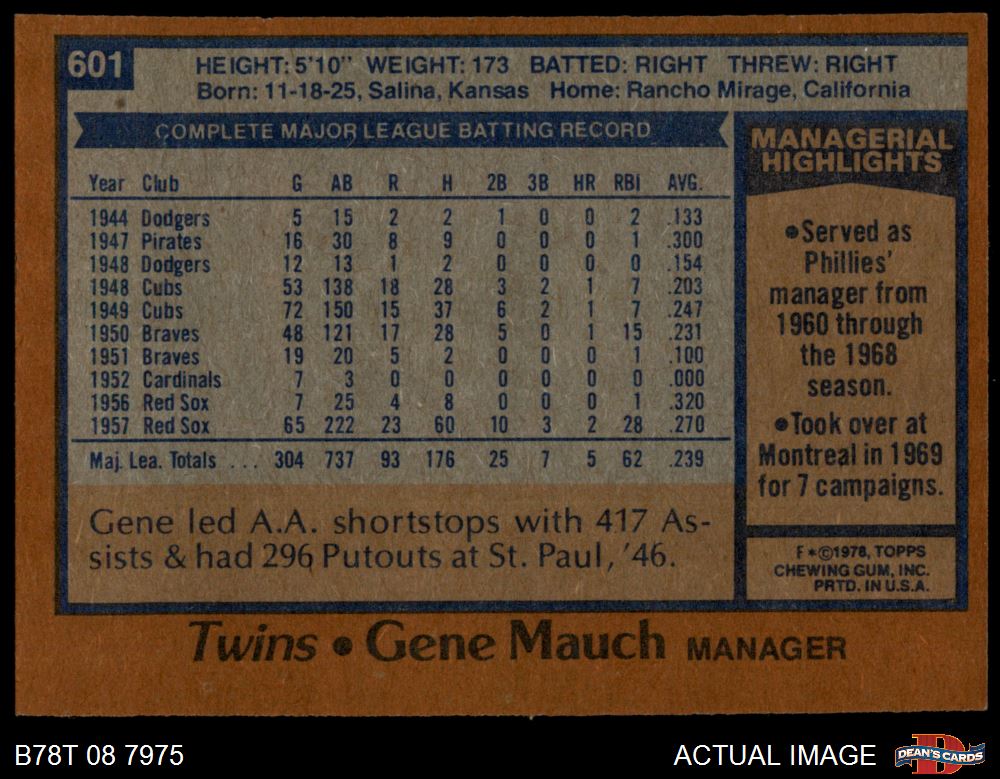 601
HEIGHT: 5'10" WEIGHT: 173 BATTED: RIGHT THREW: RIGHT
Born: 11-18-25, Salina, Kansas Home: Rancho Mirage, California
COMPLETE MAJOR LEAGUE BATTING RECORD
Year Club G AB R H 2B 3B HR RBI AVG.
1944 Dodgers 5 15 2 2 1 0 0 2 .133
1947 Pirates 16 30 8 9 0 0 0 1 .300
1948 Dodgers 12 13 1 2 0 0 0 0 .154
1948 Cubs 53 138 18 28 3 2 1 7 .203
1949 Cubs 72 150 15 37 6 2 1 7 .247
1950 Braves 48 121 17 28 5 0 1 15 .231
1951 Braves 19 20 5 2 0 0 0 1 .100
1952 Cardinals 7 3 0 0 0 0 0 0 .000
1956 Red Sox 7 25 4 8 0 0 0 1 .320
1957 Red Sox 65 222 23 60 10 3 2 28 .270
Maj. Lea. Totals ... 304 737 93 176 25 7 5 62 .239
Gene led A.A. shortstops with 417 As-
sists & had 296 Putouts at St. Paul, '46.
MANAGERIAL
HIGHLIGHTS
•Served as
Phillies'
manager from
1960 through
the 1968
season.
•Took over at
Montreal in 1969
for 7 campaigns.
F*©1978, TOPPS
CHEWING GUM, INC.
PRTD. IN U.S.A.
Twins • Gene Mauch MANAGER
B78T 08 7975
ACTUAL IMAGE
D
DEAN'S CARDS